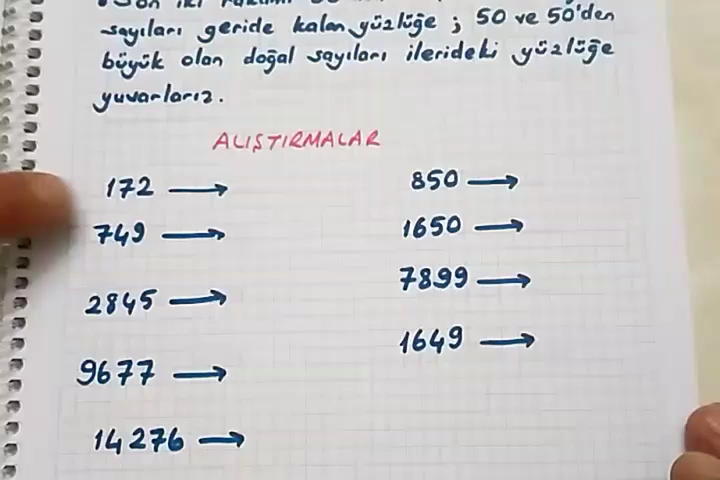 sayıları geride kalan yüzlüğe ; 50 ve 50'den
büyük olan doğal sayıları ilerideki yüzlüğe
yuvarlarız.
ALIŞTIRMALAR
172 →
850 →
749 →
1650 →
2845 →
7899 →
9677 →
1649 →
14276 →